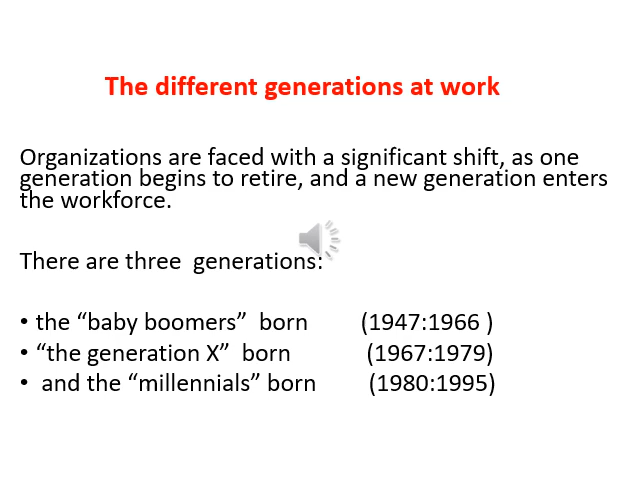 The different generations at work
Organizations are faced with a significant shift, as one
generation begins to retire, and a new generation enters
the workforce.
There are three  generations:
• the “baby boomers”  born (1947:1966 )
• “the generation X”  born (1967:1979)
•  and the “millennials” born (1980:1995)